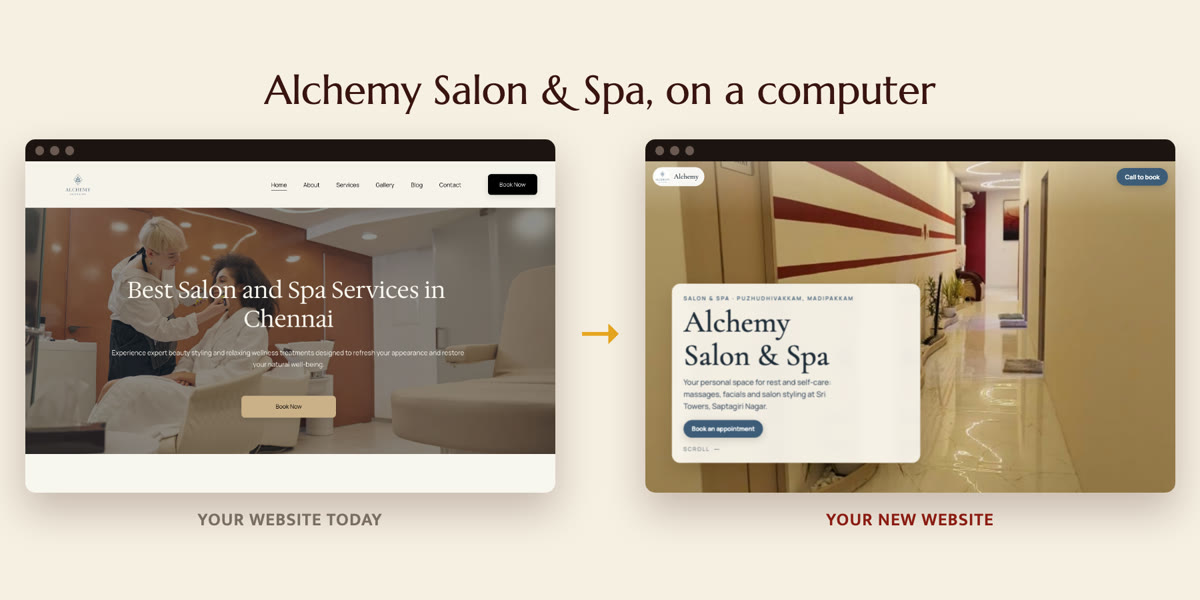 Alchemy Salon & Spa, on a computer
ALCHEMY
Home About Services Gallery Blog Contact Book Now
Best Salon and Spa Services in
Chennai
Experience expert beauty styling and relaxing wellness treatments designed to refresh your appearance and restore
your natural well-being.
Book Now
YOUR WEBSITE TODAY
Alchemy
Call to book
SALON & SPA · PUZHUDHIVAKKAM, MADIPAKKAM
Alchemy
Salon & Spa
Your personal space for rest and self-care:
massages, facials and salon styling at Sri
Towers, Saptagiri Nagar.
Book an appointment
SCROLL
YOUR NEW WEBSITE